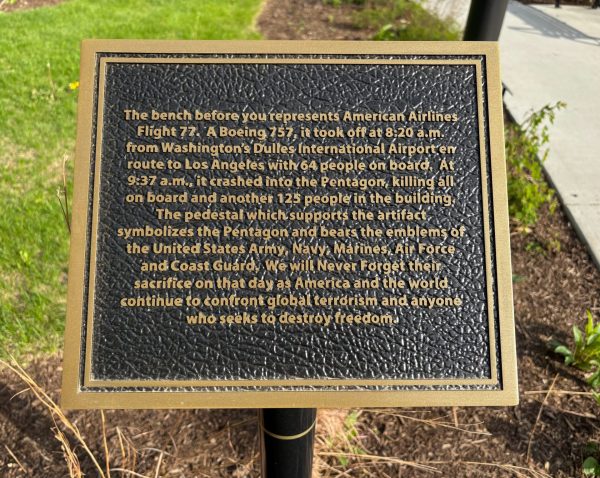 The bench before you represents American Airlines
Flight 77. A Boeing 757, it took off at 8:20 a.m.
from Washington's Dulles International Airport en
route to Los Angeles with 64 people on board. At
9:37 a.m., it crashed into the Pentagon, killing all
on board and another 125 people in the building.
The pedestal which supports the artifact
symbolizes the Pentagon and bears the emblems of
the United States Army, Navy, Marines, Air Force
and Coast Guard. We will Never Forget their
sacrifice on that day as America and the world
continue to confront global terrorism and anyone
who seeks to destroy freedom.